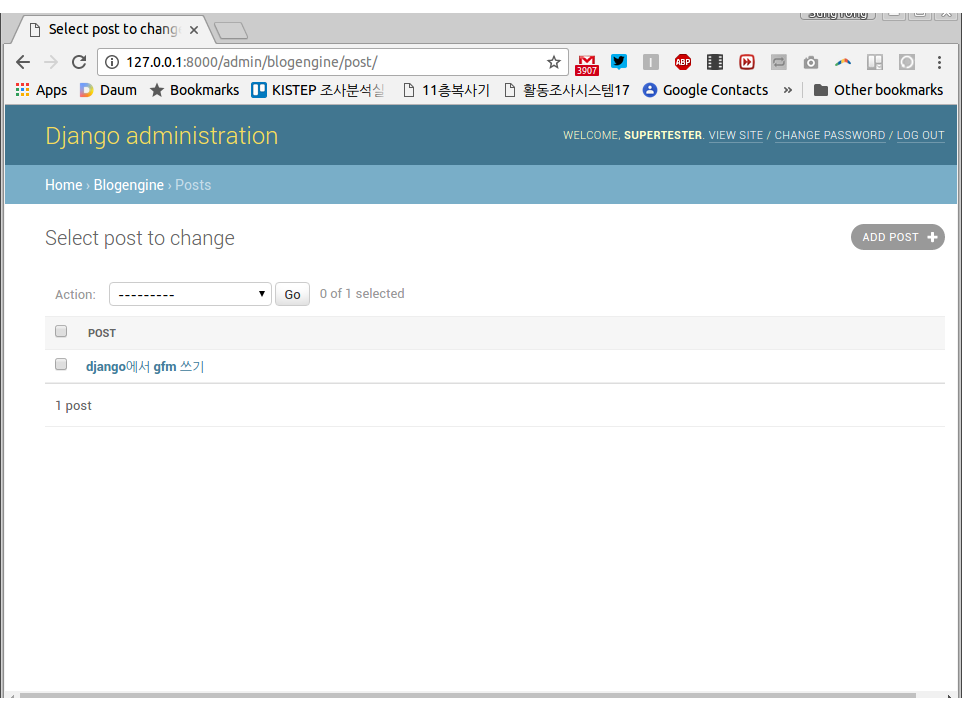 SungYong
Select post to chang
127.0.0.1:8000/admin/blogengine/post/
3907
ABP
Apps Daum Bookmarks KISTEP 조사분석실 11층복사기 활동조사시스템17 Google Contacts » Other bookmarks
Django administration
WELCOME, SUPERTESTER. VIEW SITE / CHANGE PASSWORD / LOG OUT
Home › Blogengine › Posts
Select post to change
ADD POST +
Action: --------- Go 0 of 1 selected
POST
django에서 gfm 쓰기
1 post